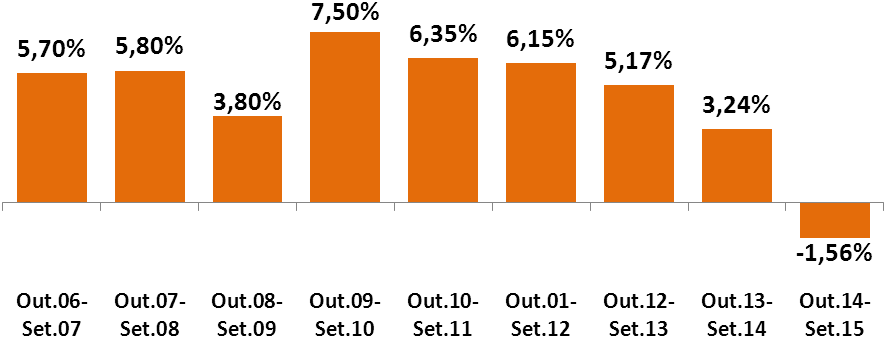 5,70%
5,80%
3,80%
7,50%
6,35%
6,15%
5,17%
3,24%
-1,56%
Out.06-
Set.07
Out.07-
Set.08
Out.08-
Set.09
Out.09-
Set.10
Out.10-
Set.11
Out.01-
Set.12
Out.12-
Set.13
Out.13-
Set.14
Out.14-
Set.15